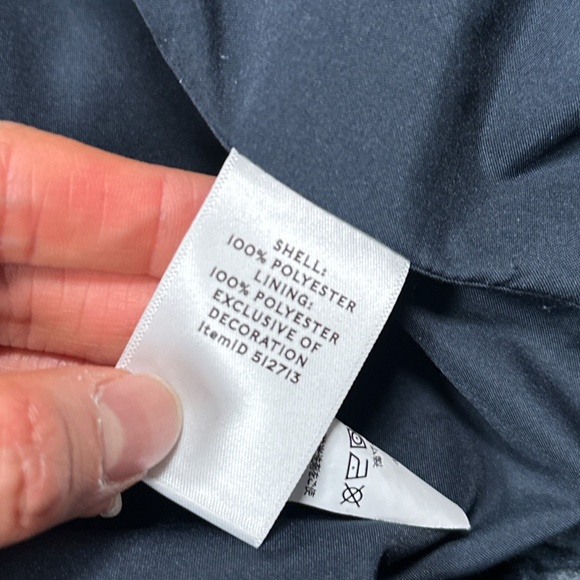 SHELL:
100% POLYESTER
LINING:
100% POLYESTER
EXCLUSIVE OF
DECORATION
ItemID 512713